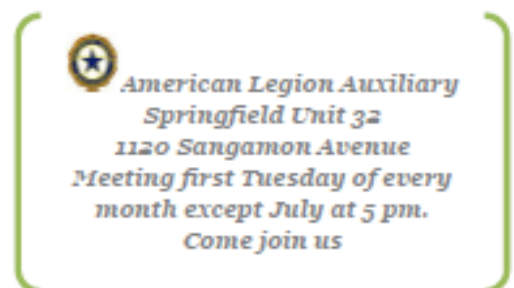 American Legion Auxiliary
Springfield Unit 32
1120 Sangamon Avenue
Meeting first Tuesday of every
month except July at 5 pm.
Come join us